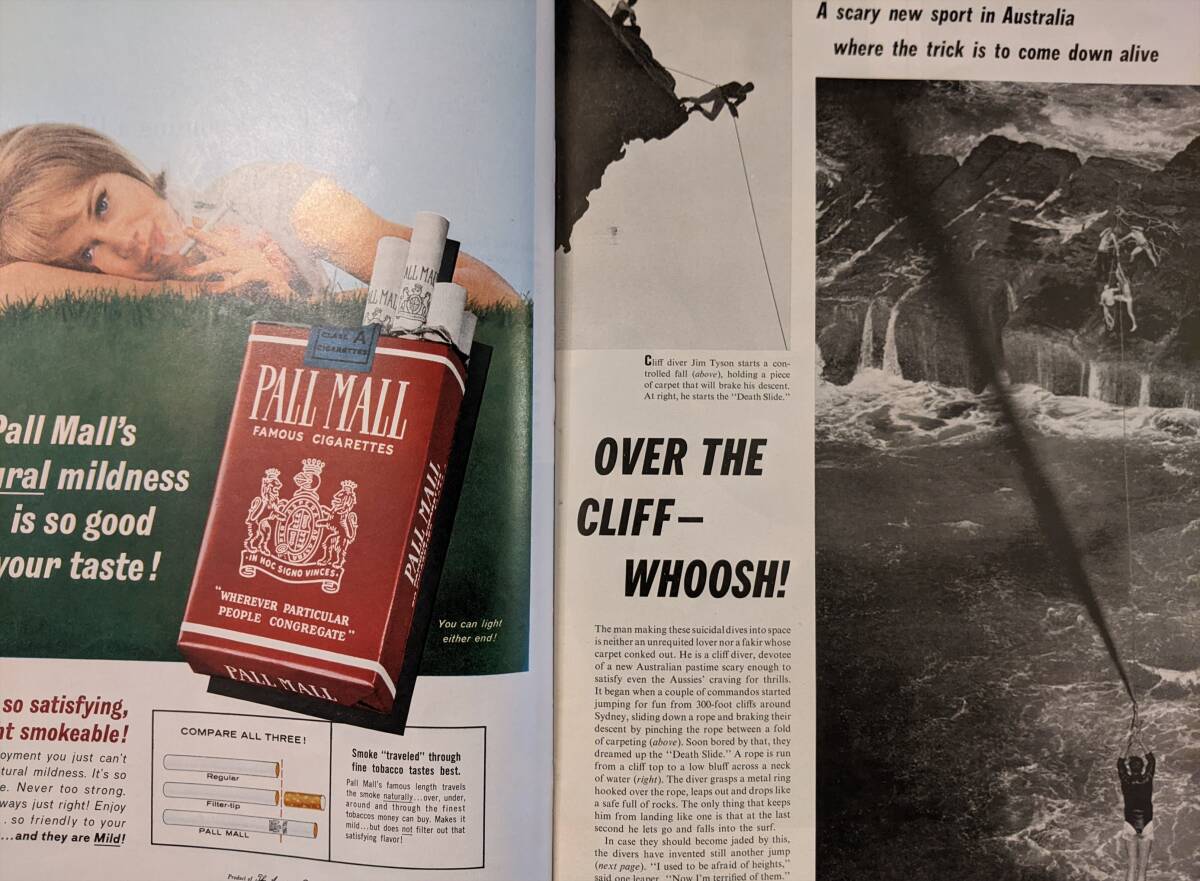 Pall Mall's
ural mildness
is so good
your taste!
CLASS A
CIGARETTES
PALL MALL
FAMOUS CIGARETTES
IN HOC SIGNO VINCES
"WHEREVER PARTICULAR
PEOPLE CONGREGATE"
PALL MALL
PALL MALL
ALL MAL
ALL MAL
You can light
either end!
so satisfying,
ht smokeable!
oyment you just can't
tural mildness. It's so
e. Never too strong.
ways just right! Enjoy
. . so friendly to your
...and they are Mild!
COMPARE ALL THREE!
Regular
Filter-tip
PALL MALL
Smoke "traveled" through
fine tobacco tastes best.
Pall Mall's famous length travels
the smoke naturally...over, under,
around and through the finest
tobaccos money can buy. Makes it
mild...but does not filter out that
satisfying flavor!
Product of
A scary new sport in Australia
where the trick is to come down alive
Cliff diver Jim Tyson starts a con-
trolled fall (above), holding a piece
of carpet that will brake his descent.
At right, he starts the "Death Slide."
OVER THE
CLIFF—
WHOOSH!
The man making these suicidal dives into space
is neither an unrequited lover nor a fakir whose
carpet conked out. He is a cliff diver, devotee
of a new Australian pastime scary enough to
satisfy even the Aussies' craving for thrills.
It began when a couple of commandos started
jumping for fun from 300-foot cliffs around
Sydney, sliding down a rope and braking their
descent by pinching the rope between a fold
of carpeting (above). Soon bored by that, they
dreamed up the "Death Slide." A rope is run
from a cliff top to a low bluff across a neck
of water (right). The diver grasps a metal ring
hooked over the rope, leaps out and drops like
a safe full of rocks. The only thing that keeps
him from landing like one is that at the last
second he lets go and falls into the surf.
In case they should become jaded by this,
the divers have invented still another jump
(next page). "I used to be afraid of heights,"
said one leaper. "Now I'm terrified of them."